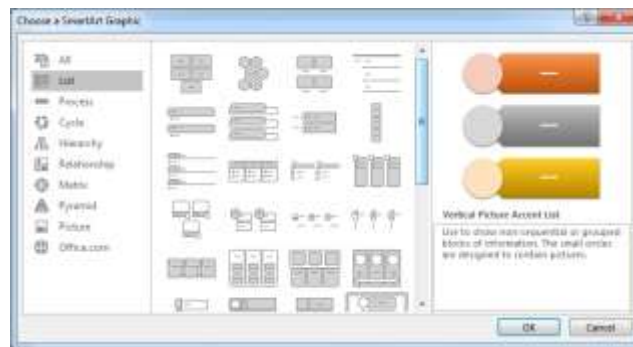 Choose a SmartArt Graphic
All
List
Process
Cycle
Hierarchy
Relationship
Matrix
Pyramid
Picture
Office.com
Vertical Picture Accent List
Use to show non-sequential or grouped
blocks of information. The small circles
are designed to contain pictures.
OK
Cancel